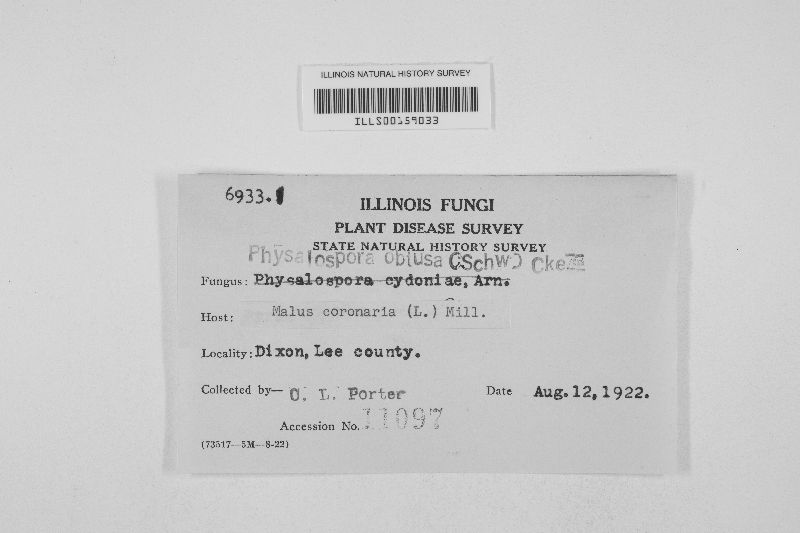 ILLINOIS NATURAL HISTORY SURVEY
ILLS00159033
6933.1
ILLINOIS FUNGI
PLANT DISEASE SURVEY
STATE NATURAL HISTORY SURVEY
Physalospora obtusa (Schw) Cke
Fungus: Physalospora cydoniae, Arn.
Host: Malus coronaria (L.) Mill.
Locality: Dixon, Lee county.
Collected by— C. L. Porter Date Aug. 12, 1922.
Accession No. 11097
(73517—5M—8-22)